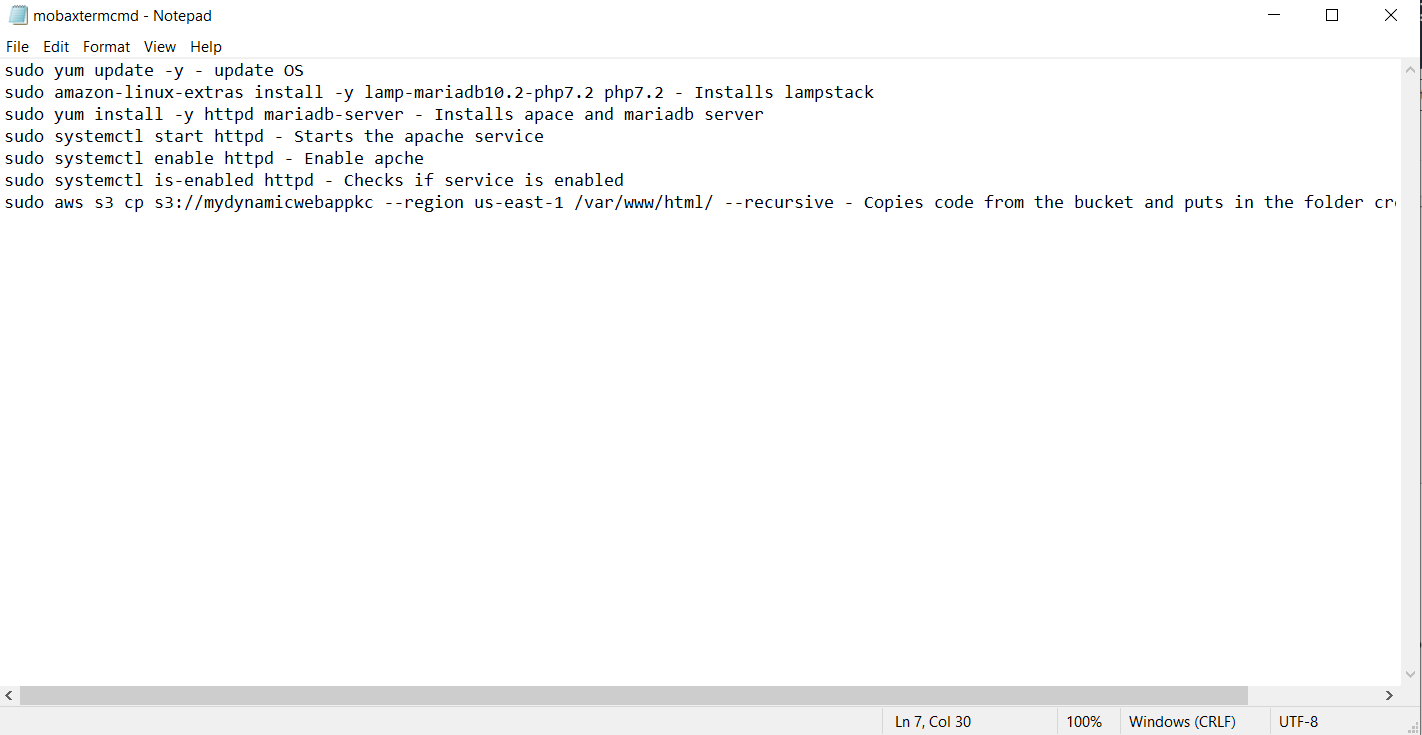 mobaxtermcmd - Notepad
File Edit Format View Help
sudo yum update -y - update OS
sudo amazon-linux-extras install -y lamp-mariadb10.2-php7.2 php7.2 - Installs lampstack
sudo yum install -y httpd mariadb-server - Installs apace and mariadb server
sudo systemctl start httpd - Starts the apache service
sudo systemctl enable httpd - Enable apche
sudo systemctl is-enabled httpd - Checks if service is enabled
sudo aws s3 cp s3://mydynamicwebappkc --region us-east-1 /var/www/html/ --recursive - Copies code from the bucket and puts in the folder
Ln 7, Col 30 100% Windows (CRLF) UTF-8